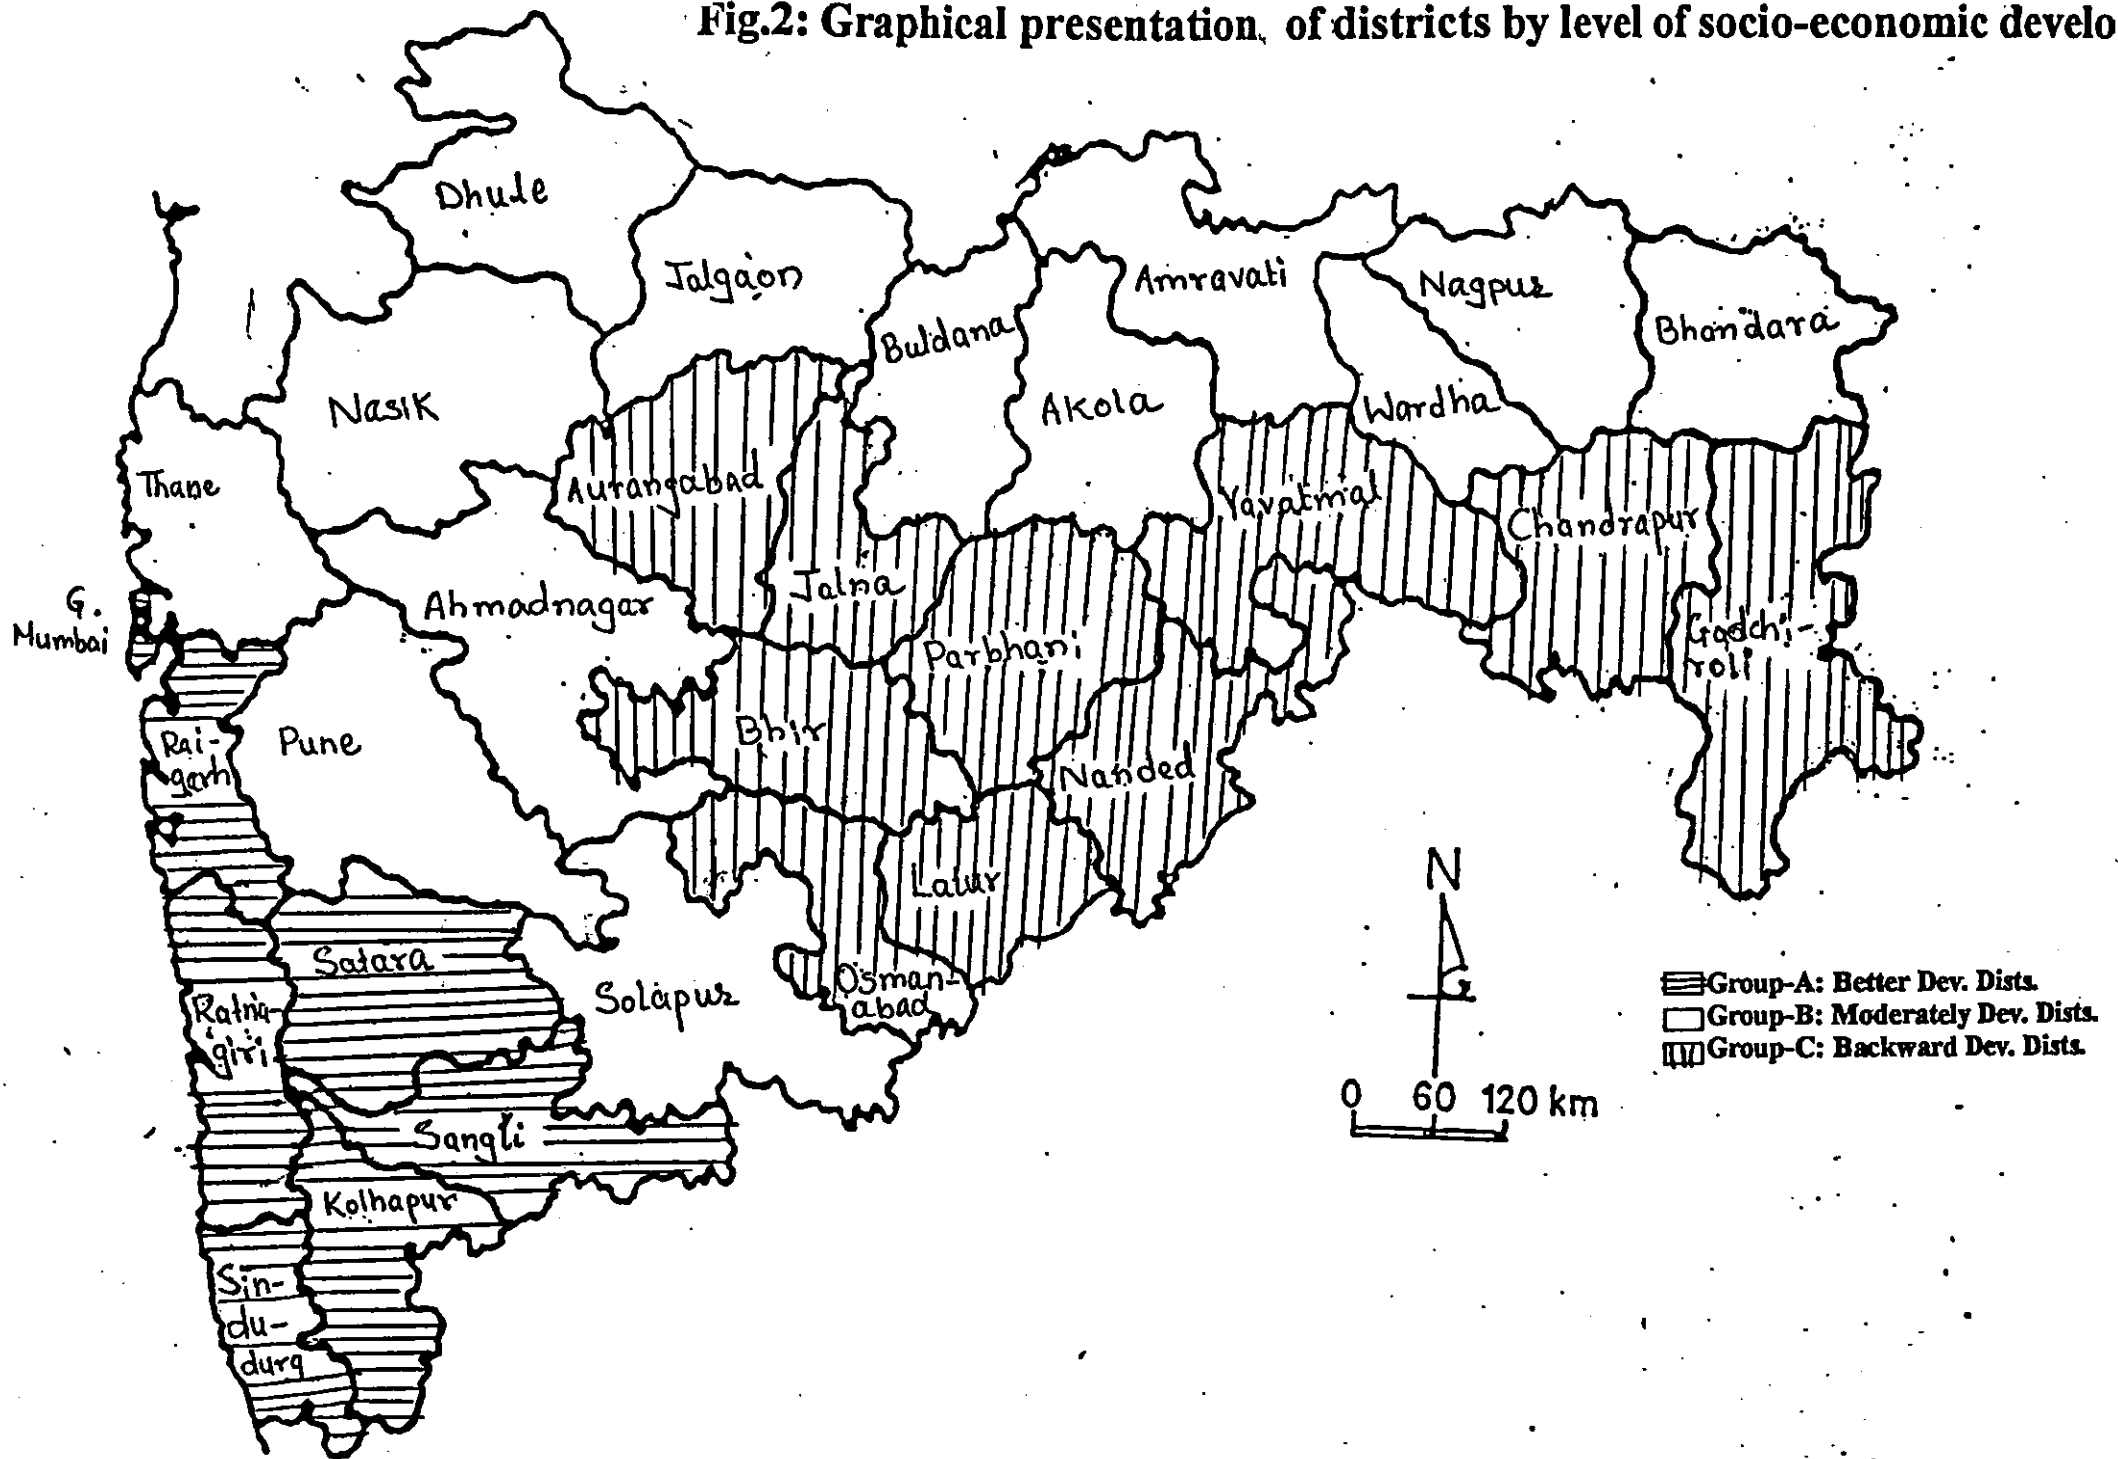 Fig.2: Graphical presentation of districts by level of socio-economic develo
Dhule
Jalgaon
Amravati
Nagpur
Bhandara
Buldana
Nasik
Akola
Wardha
Thane
Aurangabad
Yavatmal
Chandrapur
Jalna
G.
Mumbai
Ahmadnagar
Parbhani
Gadchi-
roli
Rai-
garh
Pune
Bhir
Nanded
Latur
N
Satara
Ratna-
giri
Solapur
Osman-
abad
Group-A: Better Dev. Dists.
Group-B: Moderately Dev. Dists.
Group-C: Backward Dev. Dists.
0 60 120 km
Sangli
Kolhapur
Sin-
du-
durg